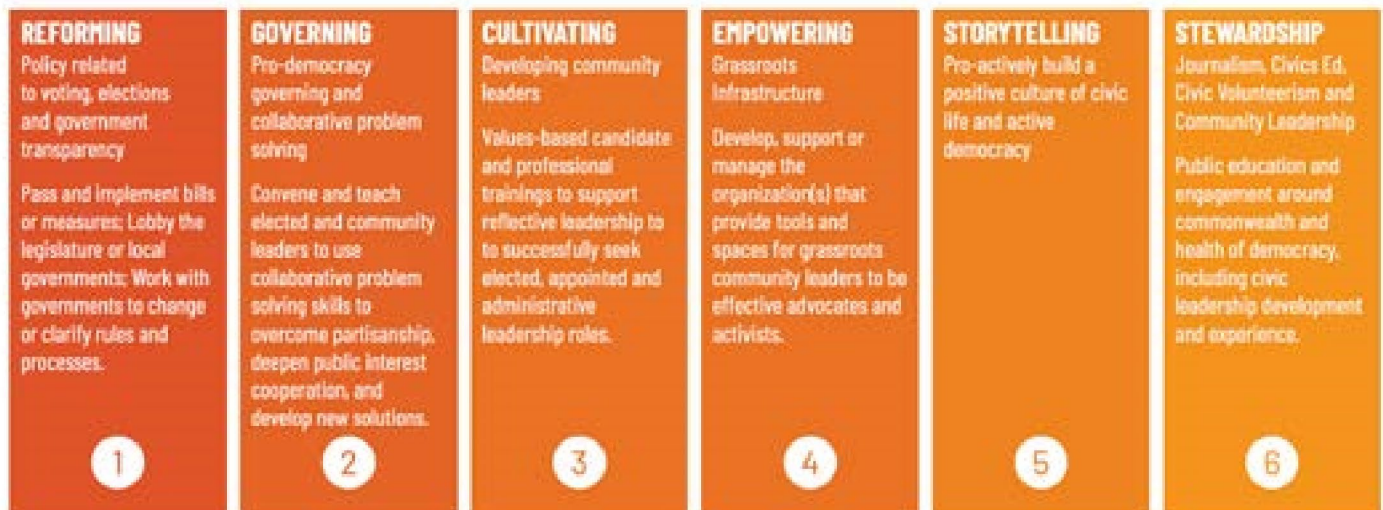 REFORMING
Policy related
to voting, elections
and government
transparency
Pass and implement bills
or measures; Lobby the
legislature or local
governments; Work with
governments to change
or clarify rules and
processes.
1
GOVERNING
Pro-democracy
governing and
collaborative problem
solving
Convene and teach
elected and community
leaders to use
collaborative problem
solving skills to
overcome partisanship,
deepen public interest
cooperation, and
develop new solutions.
2
CULTIVATING
Developing community
leaders
Values-based candidate
and professional
trainings to support
reflective leadership to
to successfully seek
elected, appointed and
administrative
leadership roles.
3
EMPOWERING
Grassroots
Infrastructure
Develop, support or
manage the
organization(s) that
provide tools and
spaces for grassroots
community leaders to be
effective advocates and
activists.
4
STORYTELLING
Pro-actively build a
positive culture of civic
life and active
democracy
5
STEWARDSHIP
Journalism, Civics Ed,
Civic Volunteerism and
Community Leadership
Public education and
engagement around
commonwealth and
health of democracy,
including civic
leadership development
and experience.
6